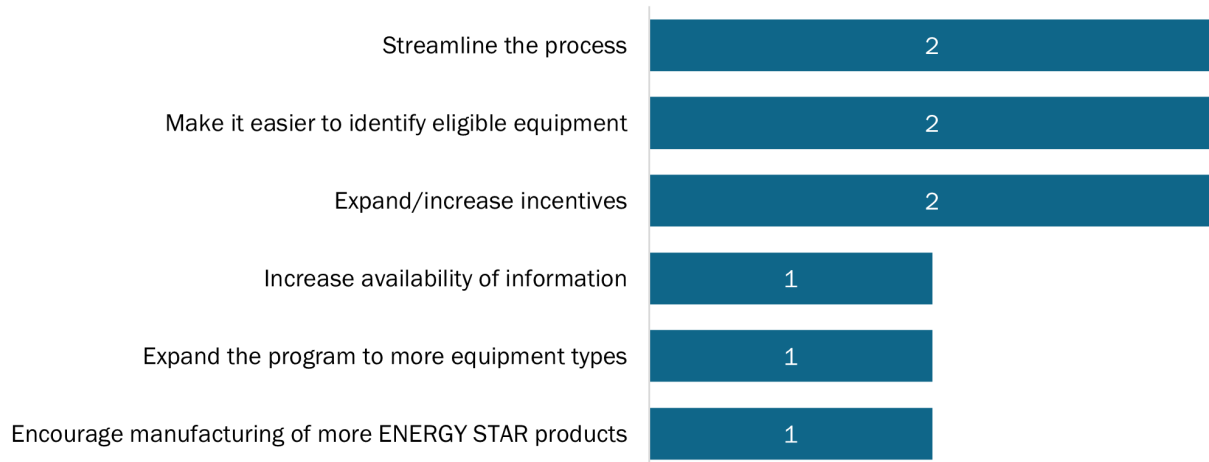 Streamline the process 2
Make it easier to identify eligible equipment 2
Expand/increase incentives 2
Increase availability of information 1
Expand the program to more equipment types 1
Encourage manufacturing of more ENERGY STAR products 1